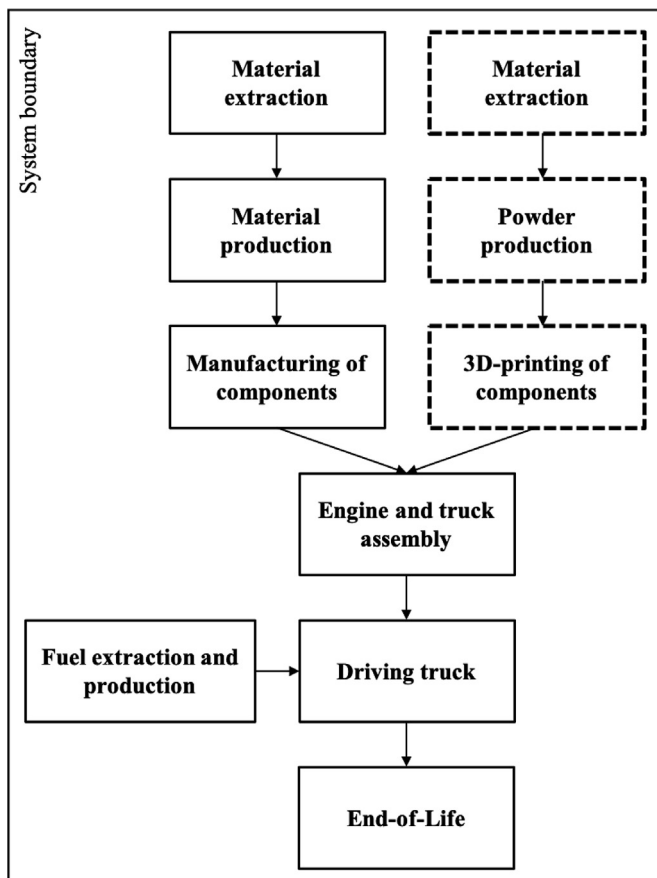 System boundary
Material
extraction
Material
extraction
Material
production
Powder
production
Manufacturing of
components
3D-printing of
components
Engine and truck
assembly
Fuel extraction and
production
Driving truck
End-of-Life